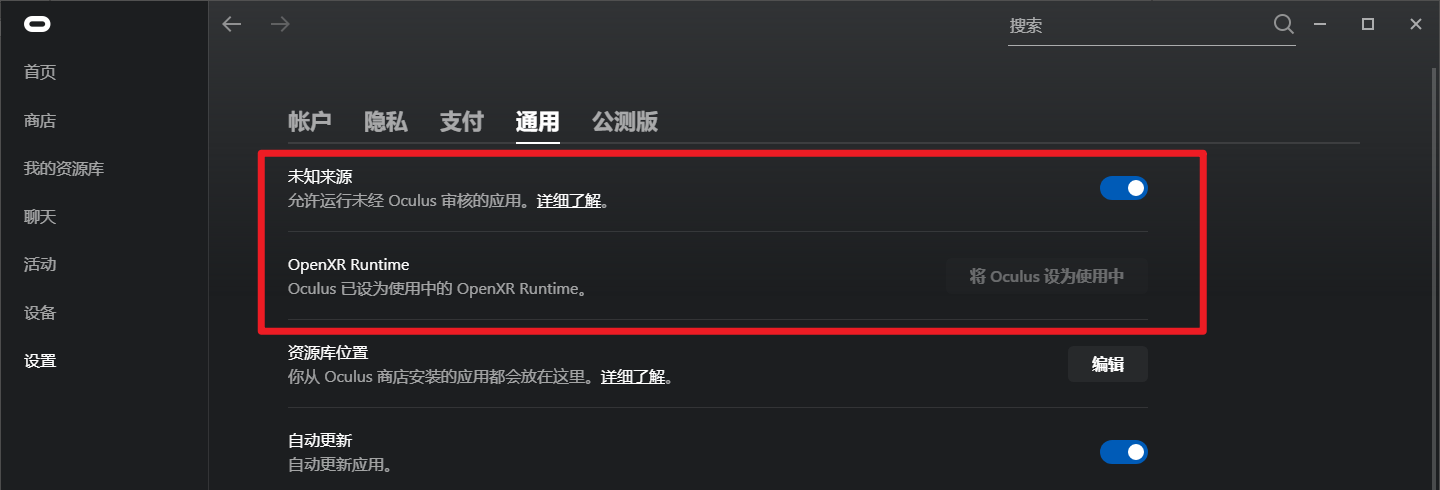 搜索
首页
商店
我的资源库
聊天
活动
设备
设置
帐户 隐私 支付 通用 公测版
未知来源
允许运行未经 Oculus 审核的应用。详细了解。
OpenXR Runtime
Oculus 已设为使用中的 OpenXR Runtime。
将 Oculus 设为使用中
资源库位置
你从 Oculus 商店安装的应用都会放在这里。详细了解。
编辑
自动更新
自动更新应用。